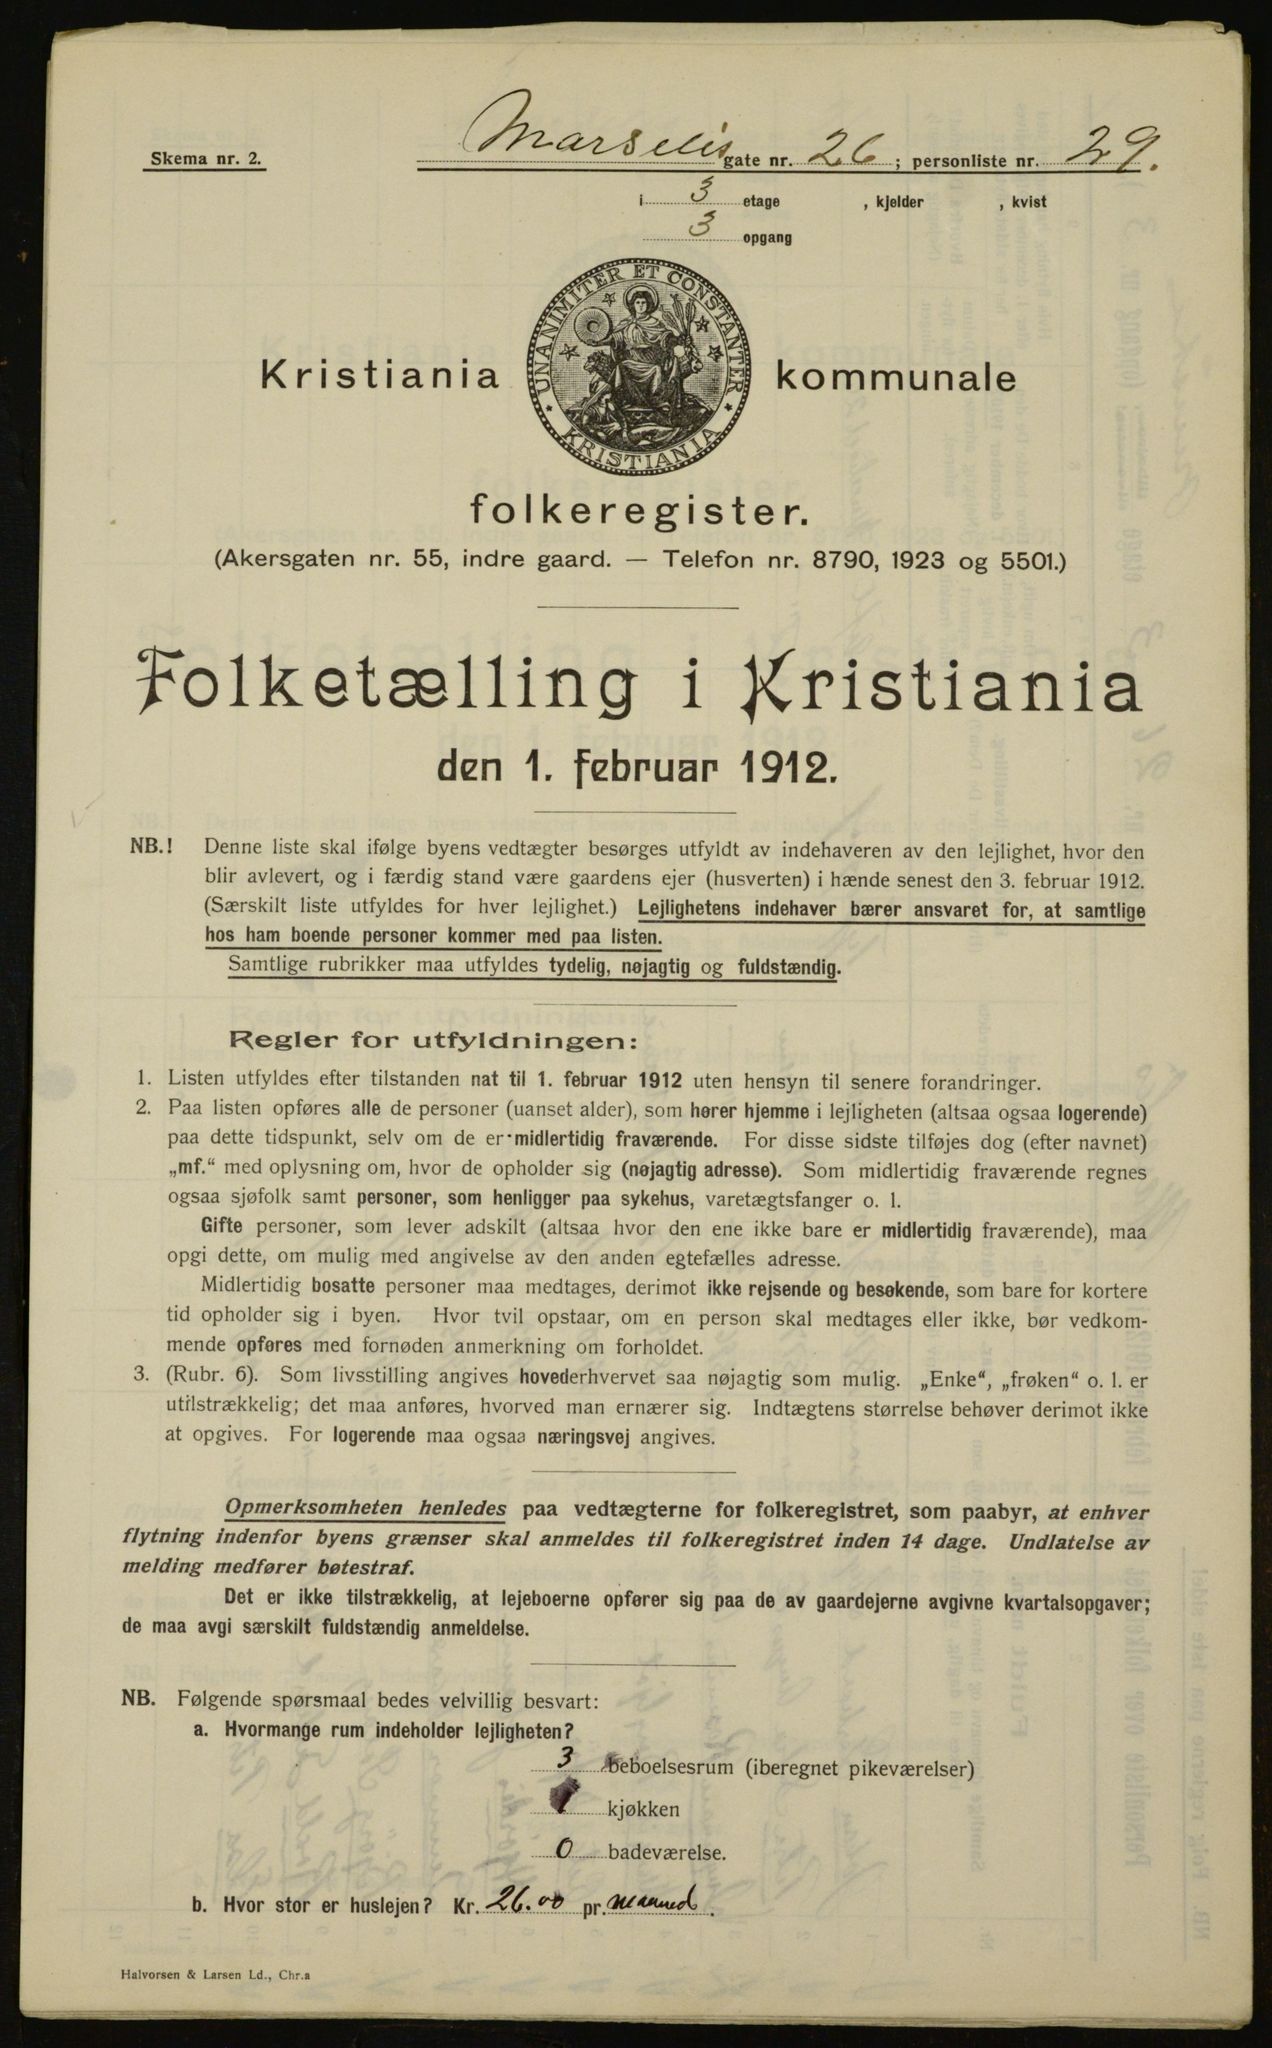 Skema nr. 2.
Marselis gate nr. 26 ; personliste nr. 29.
i 3 etage , kjelder , kvist
3 opgang
UNANIMITER ET CONSTANTER
KRISTIANIA
Kristiania kommunale
folkeregister.
(Akersgaten nr. 55, indre gaard. — Telefon nr. 8790, 1923 og 5501.)
Folketælling i Kristiania
den 1. februar 1912.
NB.! Denne liste skal ifølge byens vedtægter besørges utfyldt av indehaveren av den lejlighet, hvor den
blir avlevert, og i færdig stand være gaardens ejer (husverten) i hænde senest den 3. februar 1912.
(Særskilt liste utfyldes for hver lejlighet.) Lejlighetens indehaver bærer ansvaret for, at samtlige
hos ham boende personer kommer med paa listen.
Samtlige rubrikker maa utfyldes tydelig, nøjagtig og fuldstændig.
Regler for utfyldningen:
1. Listen utfyldes efter tilstanden nat til 1. februar 1912 uten hensyn til senere forandringer.
2. Paa listen opføres alle de personer (uanset alder), som hører hjemme i lejligheten (altsaa ogsaa logerende)
paa dette tidspunkt, selv om de er midlertidig fraværende. For disse sidste tilføjes dog (efter navnet)
„mf.“ med oplysning om, hvor de opholder sig (nøjagtig adresse). Som midlertidig fraværende regnes
ogsaa sjøfolk samt personer, som henligger paa sykehus, varetægtsfanger o. l.
Gifte personer, som lever adskilt (altsaa hvor den ene ikke bare er midlertidig fraværende), maa
opgi dette, om mulig med angivelse av den anden egtefælles adresse.
Midlertidig bosatte personer maa medtages, derimot ikke rejsende og besøkende, som bare for kortere
tid opholder sig i byen. Hvor tvil opstaar, om en person skal medtages eller ikke, bør vedkom-
mende opføres med fornøden anmerkning om forholdet.
3. (Rubr. 6). Som livsstilling angives hovederhvervet saa nøjagtig som mulig. „Enke“, „frøken“ o. l. er
utilstrækkelig; det maa anføres, hvorved man ernærer sig. Indtægtens størrelse behøver derimot ikke
at opgives. For logerende maa ogsaa næringsvej angives.
Opmerksomheten henledes paa vedtægterne for folkeregistret, som paabyr, at enhver
flytning indenfor byens grænser skal anmeldes til folkeregistret inden 14 dage. Undlatelse av
melding medfører bøtestraf.
Det er ikke tilstrækkelig, at lejeboerne opfører sig paa de av gaardejerne avgivne kvartalsopgaver;
de maa avgi særskilt fuldstændig anmeldelse.
NB. Følgende spørsmaal bedes velvillig besvart:
a. Hvormange rum indeholder lejligheten?
3 beboelsesrum (iberegnet pikeværelser)
1 kjøkken
0 badeværelse.
b. Hvor stor er huslejen? Kr. 26.00 pr. maaned.
Halvorsen & Larsen Ld., Chr.a